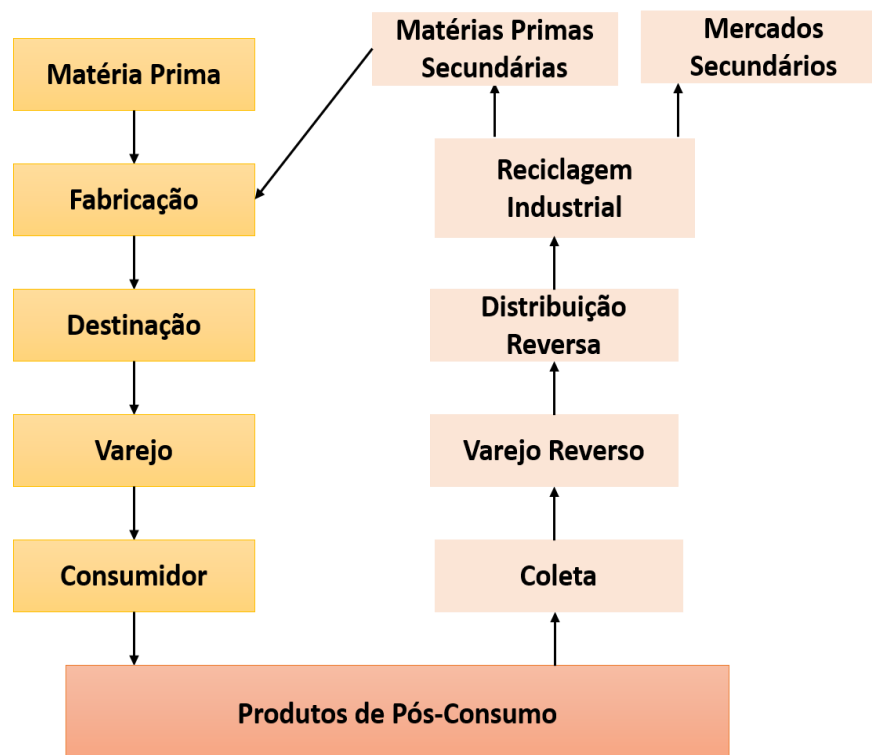 Matéria Prima
Fabricação
Destinação
Varejo
Consumidor
Produtos de Pós-Consumo
Coleta
Varejo Reverso
Distribuição
Reversa
Reciclagem
Industrial
Matérias Primas
Secundárias
Mercados
Secundários